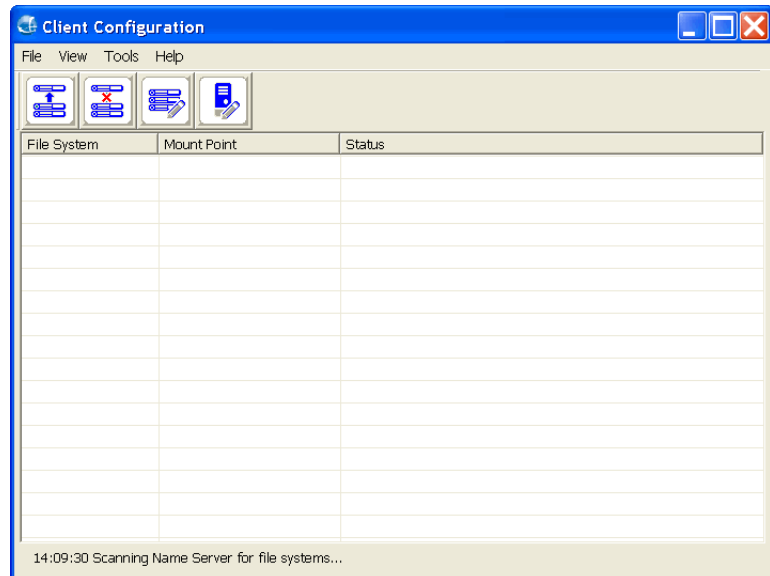 Client Configuration
File View Tools Help
File System Mount Point Status
14:09:30 Scanning Name Server for file systems...